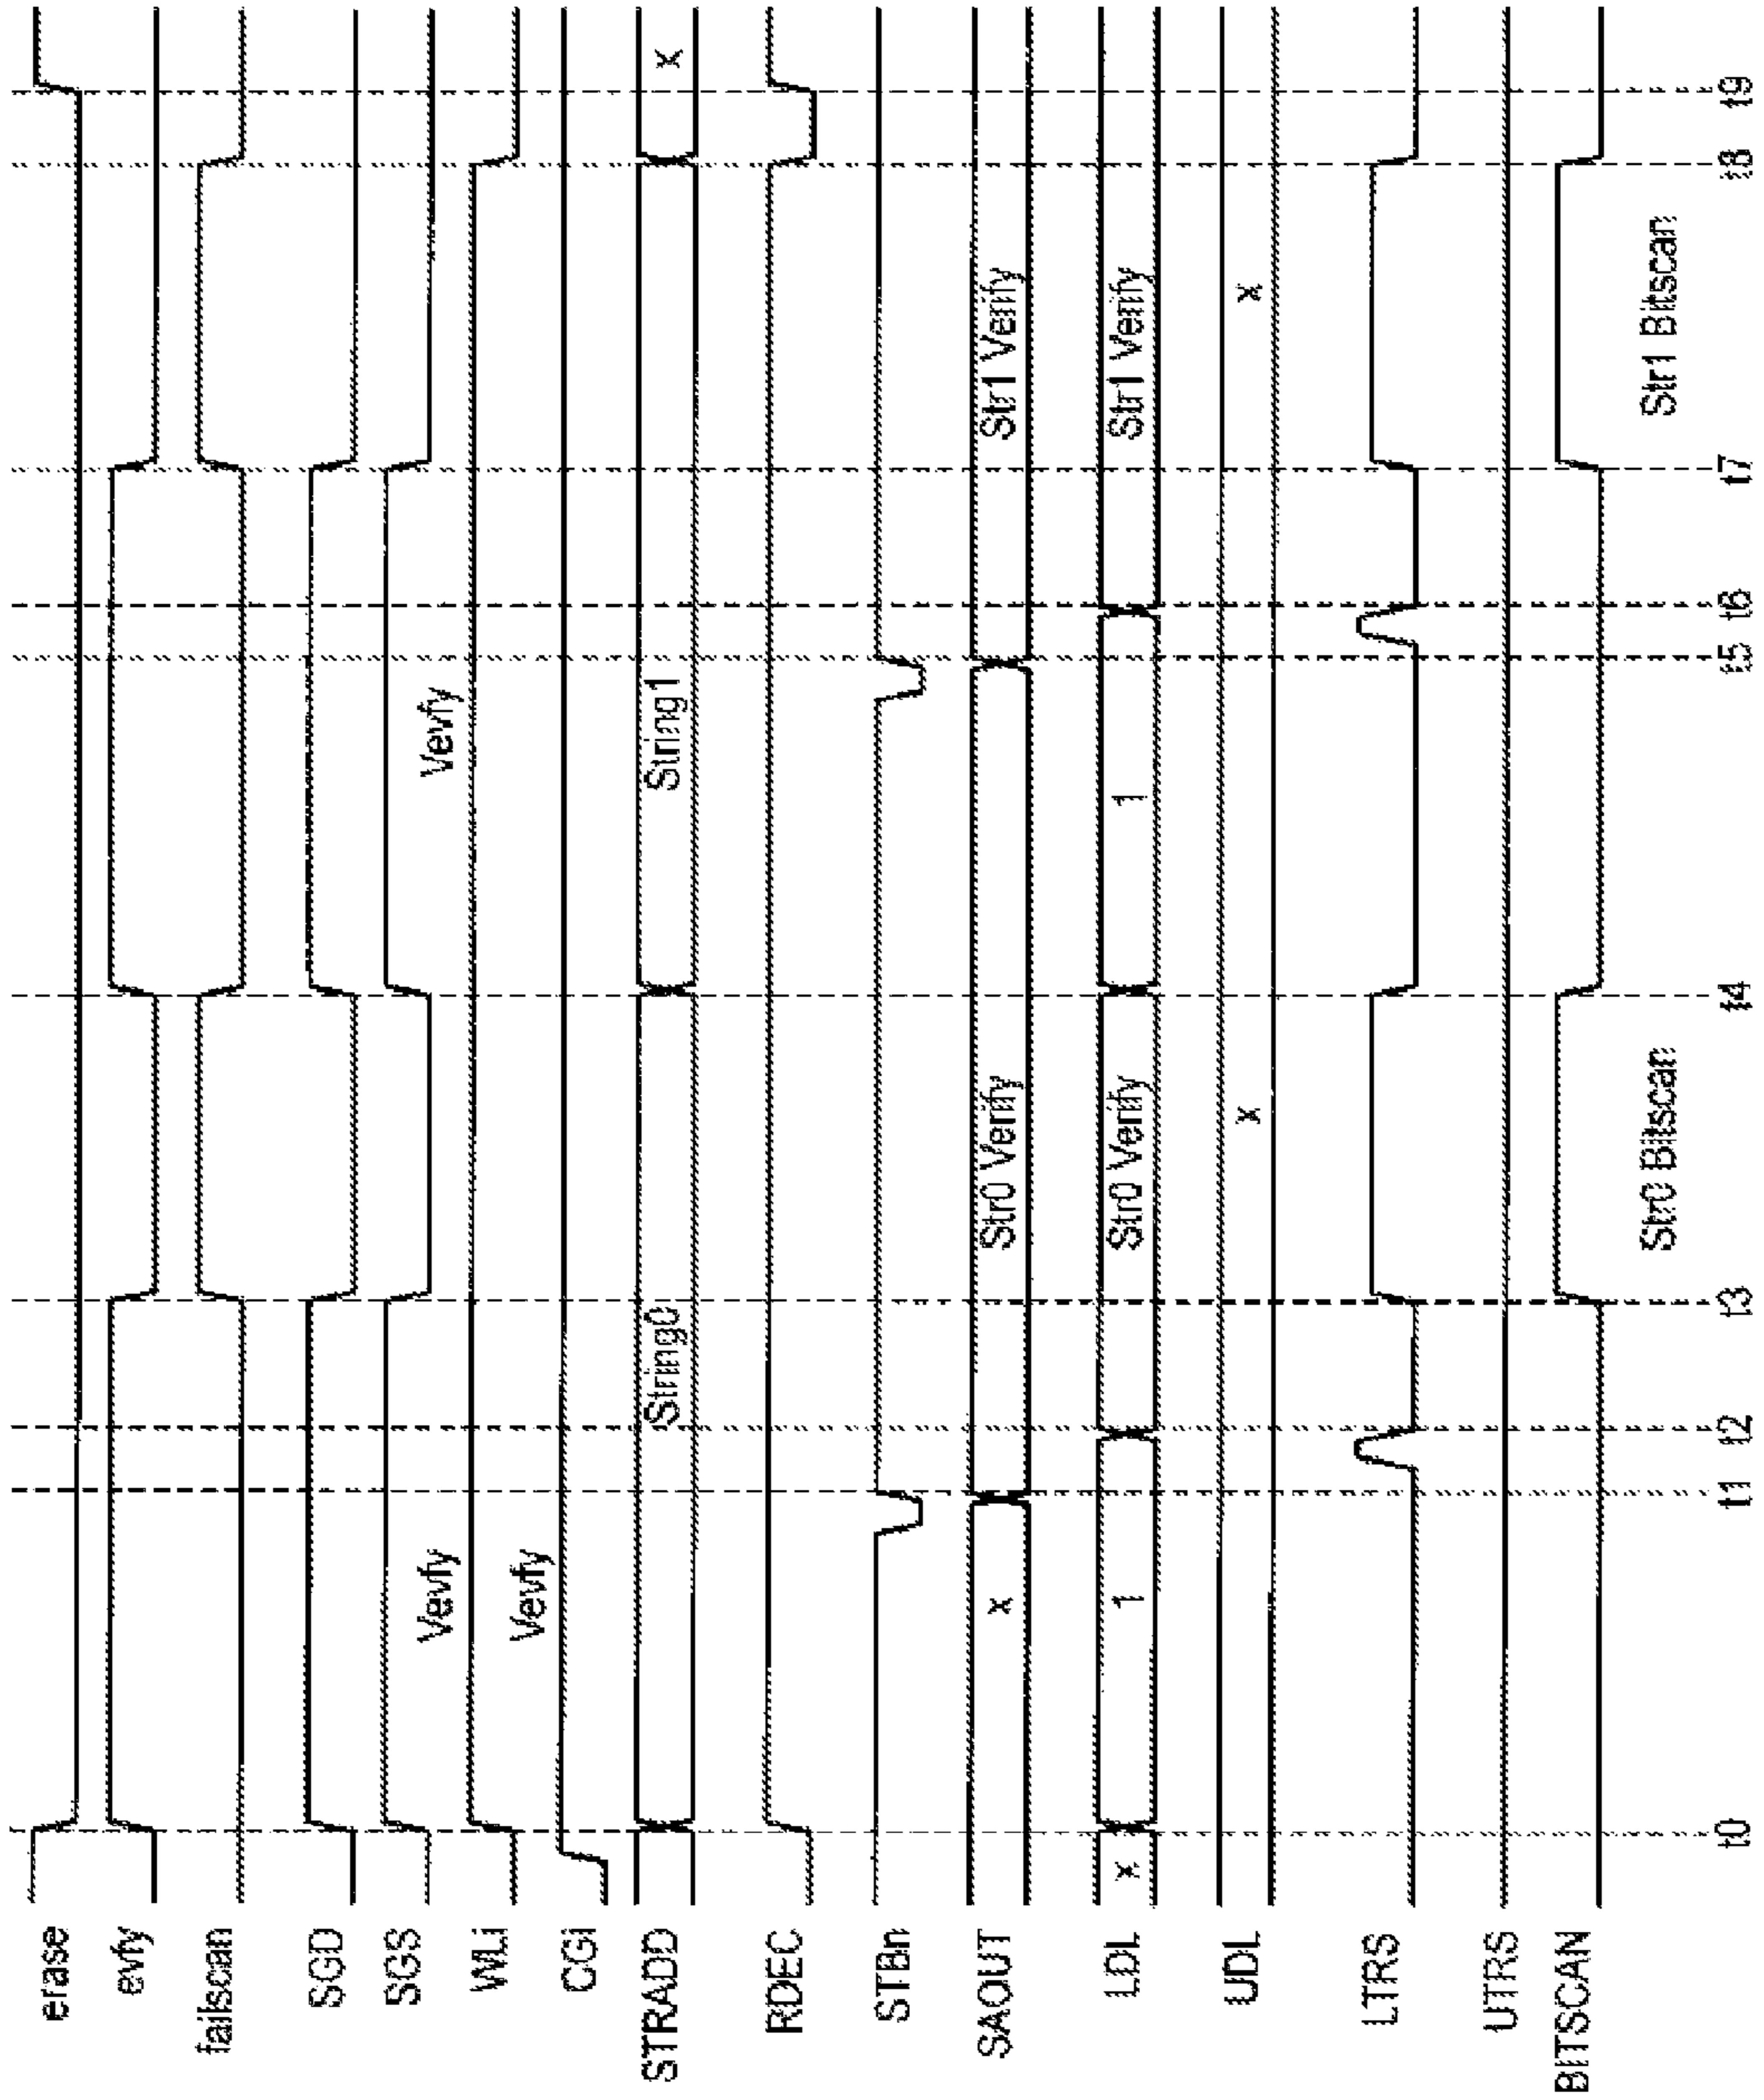 erase
evfy
failscan
SGD
SGS
Vevfy Vevfy
WLi
Vevfy
CGi
STRADD String0 String1 x
RDEC
STBn
SAOUT x Str0 Verify Str1 Verify
LDL x 1 Str0 Verify 1 Str1 Verify
UDL x x
LTRS
UTRS
BITSCAN
Str0 Bitscan Str1 Bitscan
t0 t1 t2 t3 t4 t5 t6 t7 t8 t9